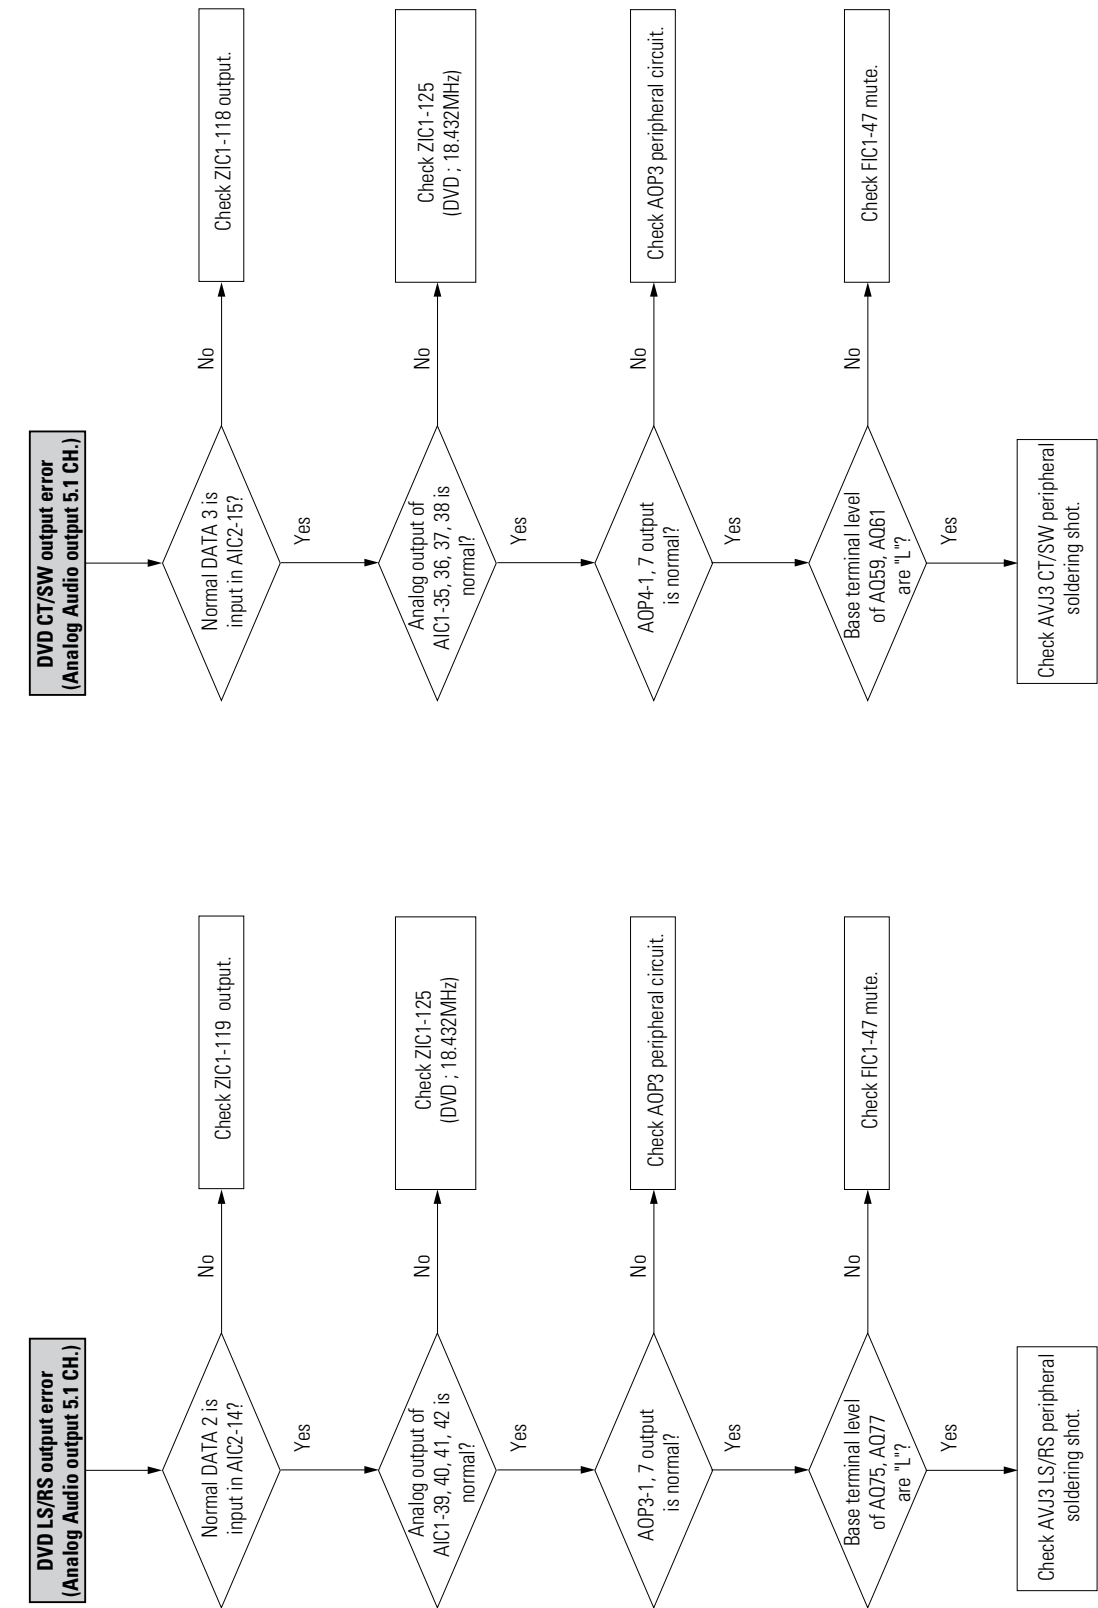 DVD LS/RS output error
(Analog Audio output 5.1 CH.)
Normal DATA 2 is
input in AIC2-14?
No
Check ZIC1-119 output.
Yes
Analog output of
AIC1-39, 40, 41, 42 is
normal?
No
Check ZIC1-125
(DVD ; 18.432MHz)
Yes
AOP3-1, 7 output
is normal?
No
Check AOP3 peripheral circuit.
Yes
Base terminal level
of AQ75, AQ77
are "L"?
No
Check FIC1-47 mute.
Yes
Check AVJ3 LS/RS peripheral
soldering shot.
DVD CT/SW output error
(Analog Audio output 5.1 CH.)
Normal DATA 3 is
input in AIC2-15?
No
Check ZIC1-118 output.
Yes
Analog output of
AIC1-35, 36, 37, 38 is
normal?
No
Check ZIC1-125
(DVD ; 18.432MHz)
Yes
AOP4-1, 7 output
is normal?
No
Check AOP3 peripheral circuit.
Yes
Base terminal level
of AQ59, AQ61
are "L"?
No
Check FIC1-47 mute.
Yes
Check AVJ3 CT/SW peripheral
soldering shot.